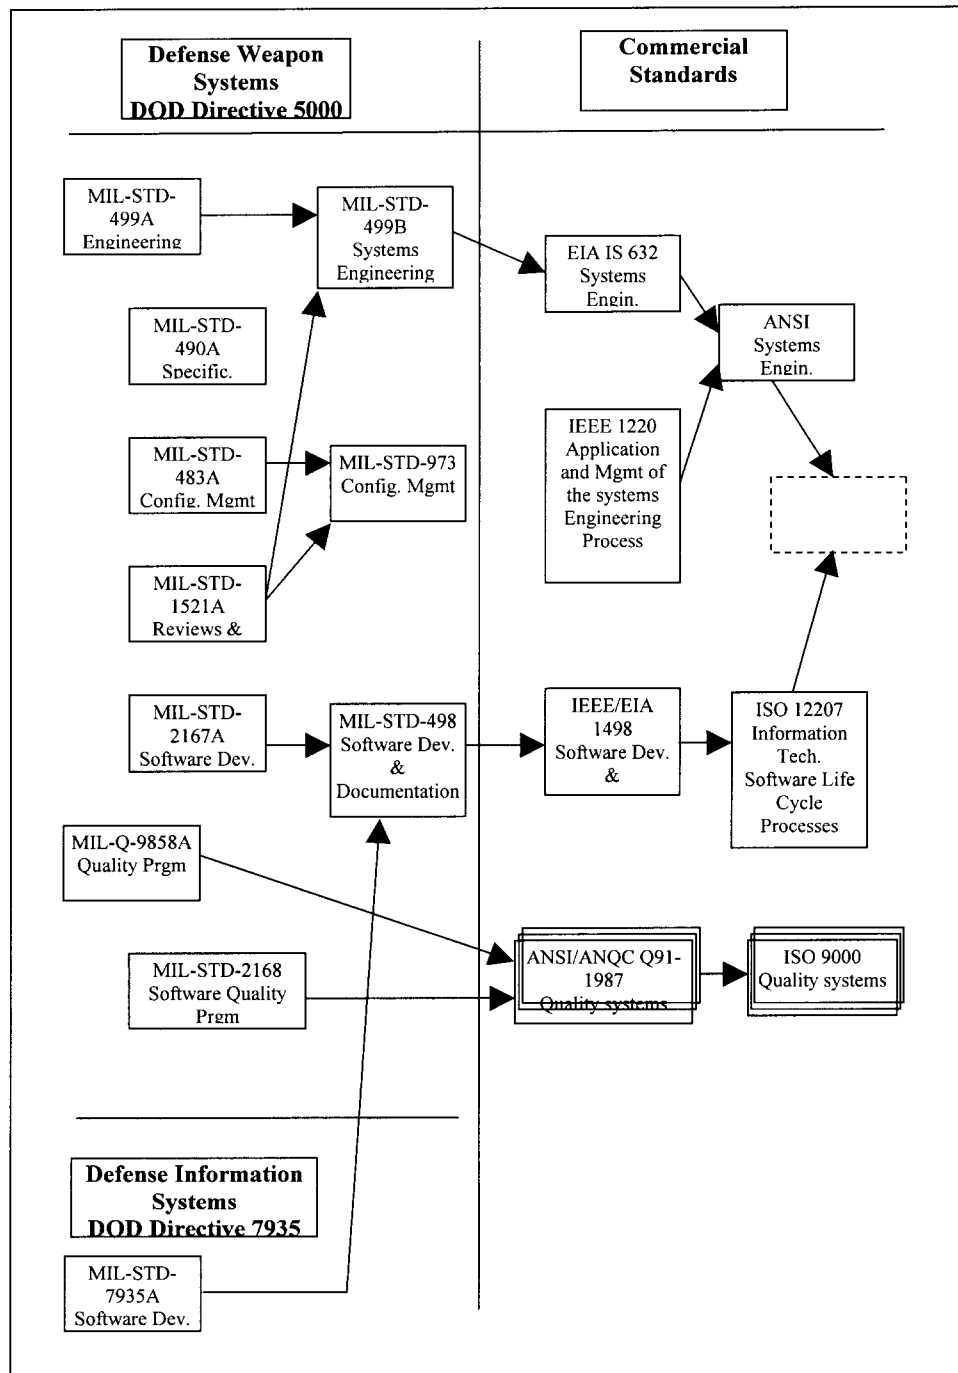 Defense Weapon
Systems
DOD Directive 5000
Commercial
Standards
MIL-STD-
499A
Engineering
MIL-STD-
499B
Systems
Engineering
EIA IS 632
Systems
Engin.
ANSI
Systems
Engin.
MIL-STD-
490A
Specific.
IEEE 1220
Application
and Mgmt of
the systems
Engineering
Process
MIL-STD-
483A
Config. Mgmt
MIL-STD-973
Config. Mgmt
MIL-STD-
1521A
Reviews &
MIL-STD-
2167A
Software Dev.
MIL-STD-498
Software Dev.
&
Documentation
IEEE/EIA
1498
Software Dev.
&
ISO 12207
Information
Tech.
Software Life
Cycle
Processes
MIL-Q-9858A
Quality Prgm
MIL-STD-2168
Software Quality
Prgm
ANSI/ANQC Q91-
1987
Quality systems
ISO 9000
Quality systems
Defense Information
Systems
DOD Directive 7935
MIL-STD-
7935A
Software Dev.